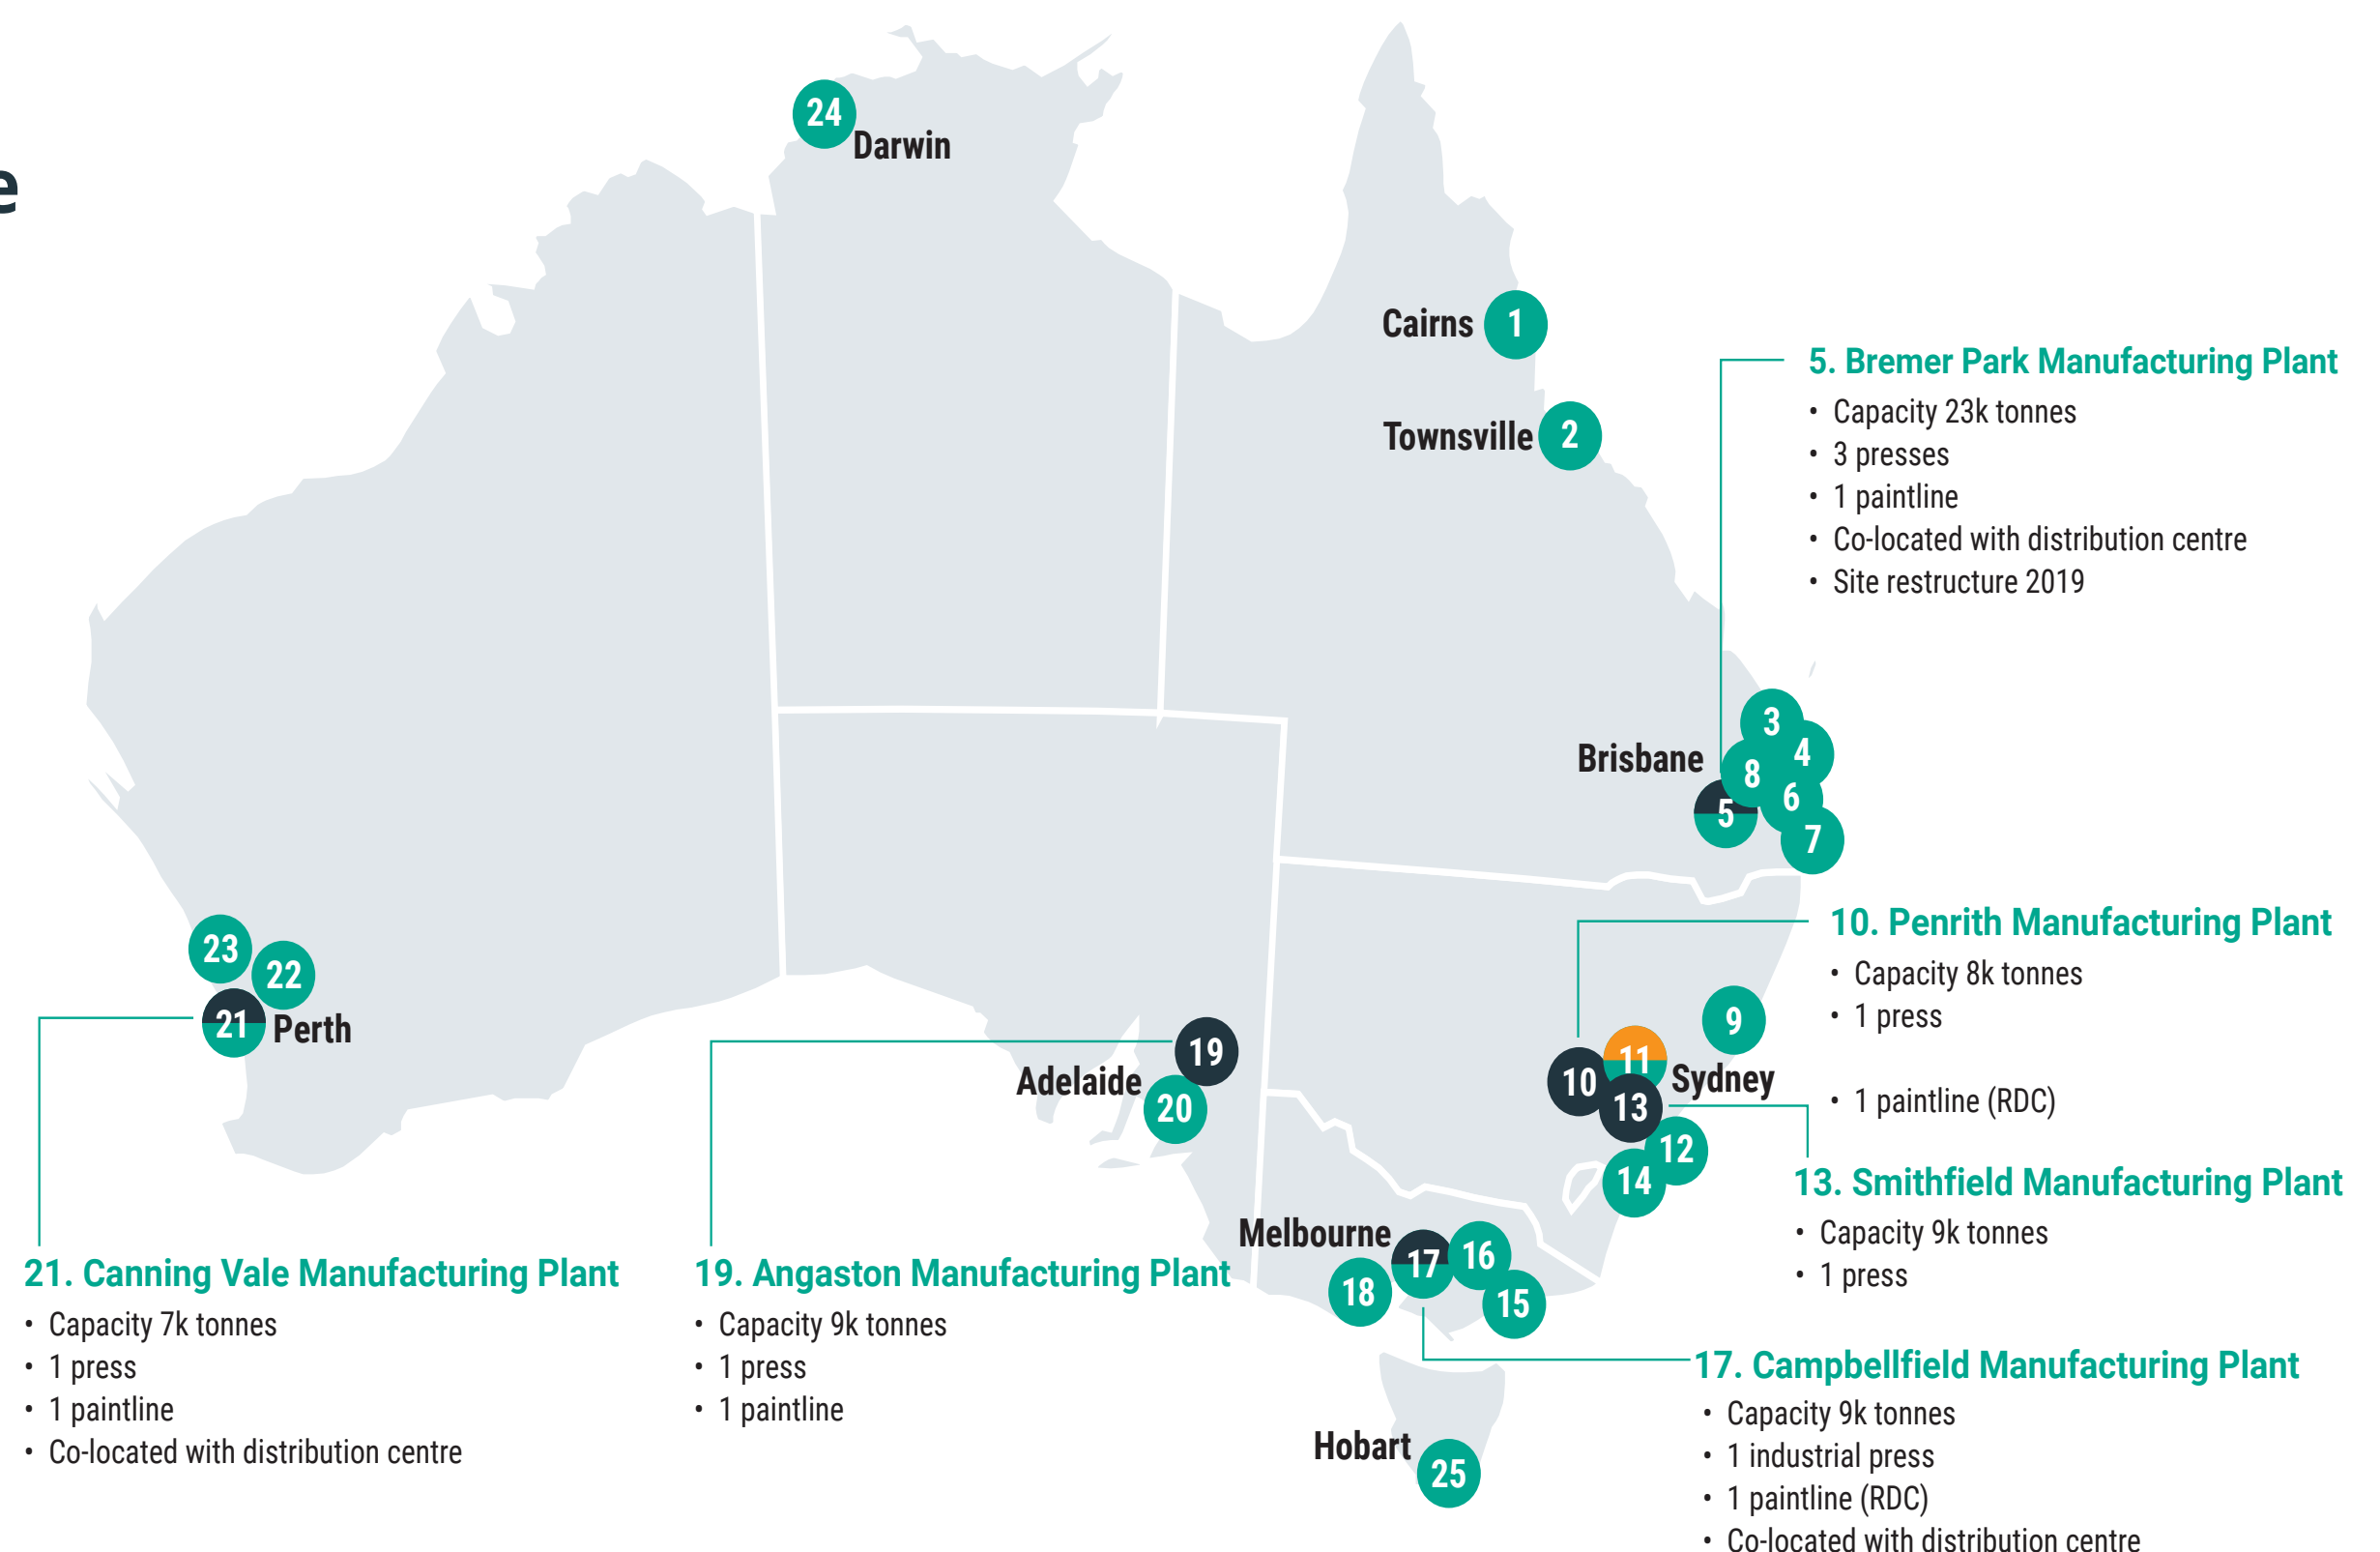 e
24
Darwin
Cairns 1
Townsville 2
5. Bremer Park Manufacturing Plant
• Capacity 23k tonnes
• 3 presses
• 1 paintline
• Co-located with distribution centre
• Site restructure 2019
3
4
Brisbane
8
6
5
7
10. Penrith Manufacturing Plant
• Capacity 8k tonnes
• 1 press
• 1 paintline (RDC)
23
22
21
Perth
9
11
10
Sydney
13
12
14
19
Adelaide
20
13. Smithfield Manufacturing Plant
• Capacity 9k tonnes
• 1 press
Melbourne
17
16
18
15
21. Canning Vale Manufacturing Plant
• Capacity 7k tonnes
• 1 press
• 1 paintline
• Co-located with distribution centre
19. Angaston Manufacturing Plant
• Capacity 9k tonnes
• 1 press
• 1 paintline
17. Campbellfield Manufacturing Plant
• Capacity 9k tonnes
• 1 industrial press
• 1 paintline (RDC)
• Co-located with distribution centre
Hobart
25